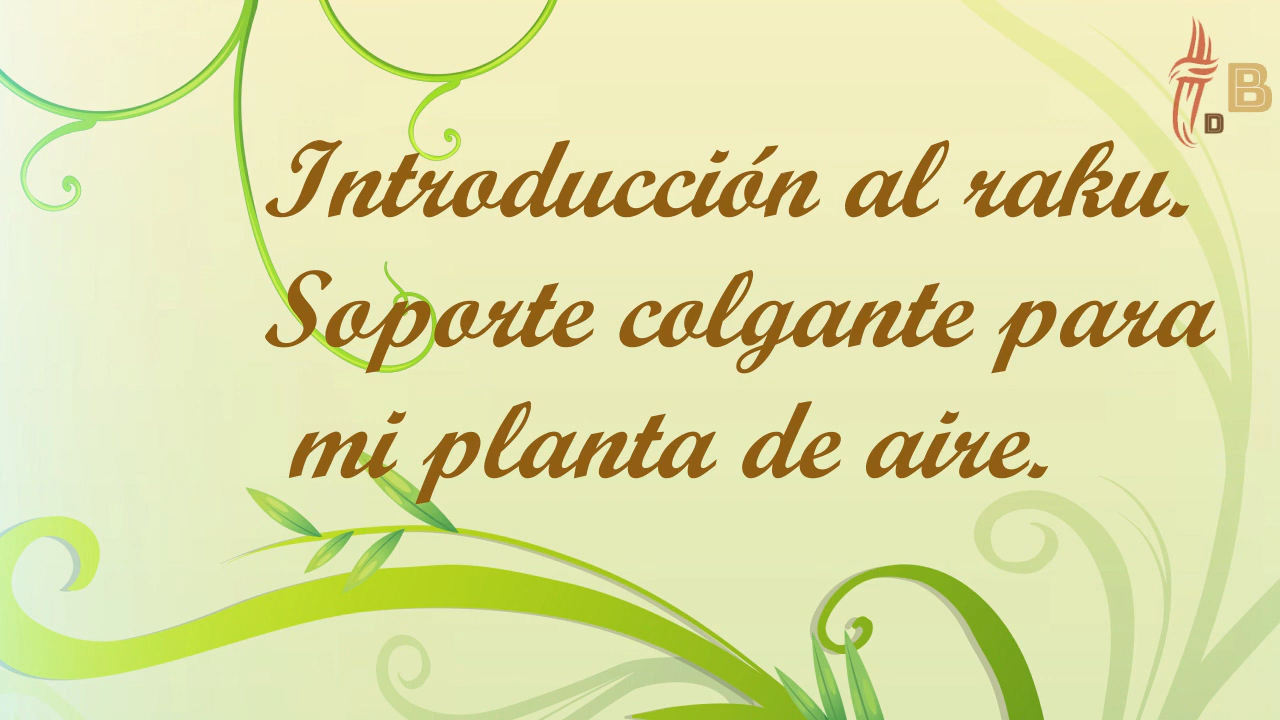 B
D
Introducción al raku.
Soporte colgante para
mi planta de aire.